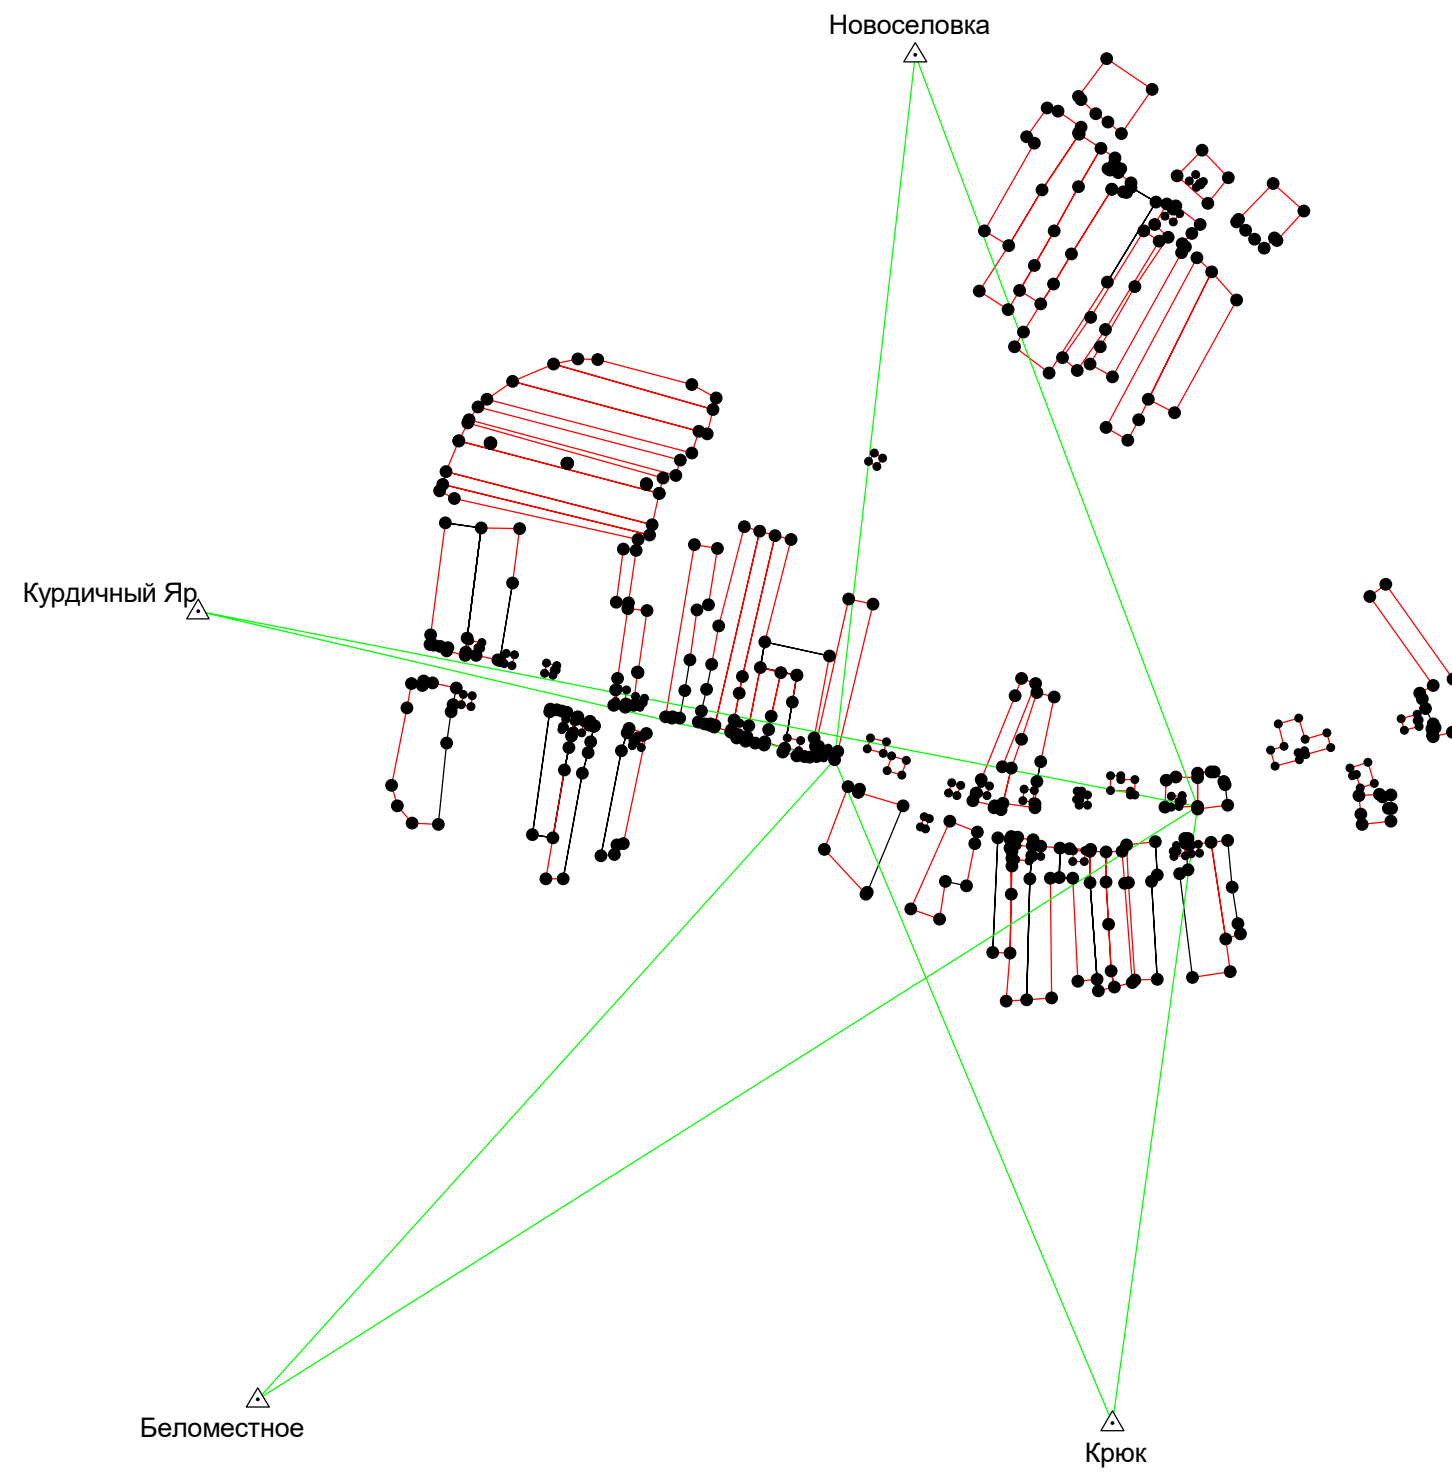 Новоселовка
Курдичный Яр
Беломестное
Крюк